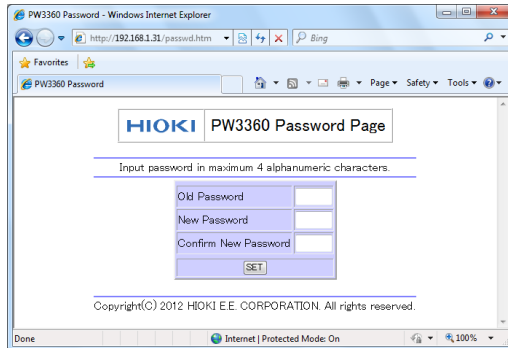 PW3360 Password - Windows Internet Explorer
http://192.168.1.31/passwd.htm
Bing
Favorites
PW3360 Password
Page Safety Tools
HIOKI PW3360 Password Page
Input password in maximum 4 alphanumeric characters.
Old Password
New Password
Confirm New Password
SET
Copyright(C) 2012 HIOKI E.E. CORPORATION. All rights reserved.
Done
Internet | Protected Mode: On
100%